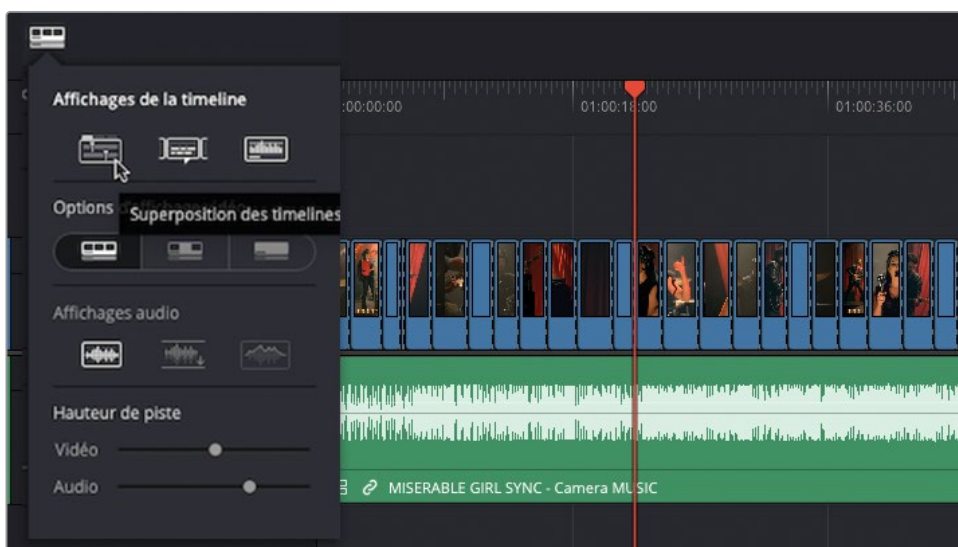 Affichages de la timeline
:00:00:00
01:00:18:00
01:00:36:00
Options
Superposition des timelines
Affichages audio
Hauteur de piste
Vidéo
Audio
MISERABLE GIRL SYNC - Camera MUSIC